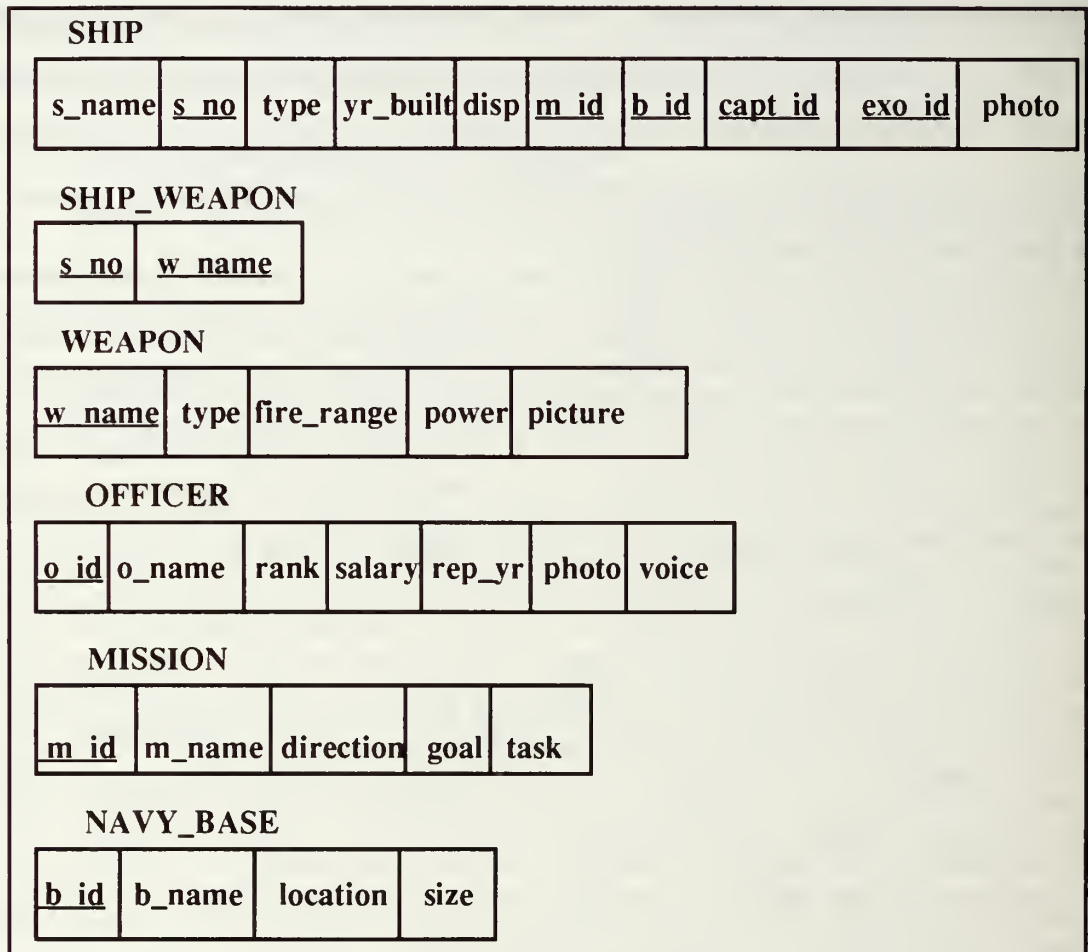 SHIP
s_name s_no type yr_built disp m_id b_id capt_id exo_id photo
SHIP_WEAPON
s_no w_name
WEAPON
w_name type fire_range power picture
OFFICER
o_id o_name rank salary rep_yr photo voice
MISSION
m_id m_name direction goal task
NAVY_BASE
b_id b_name location size